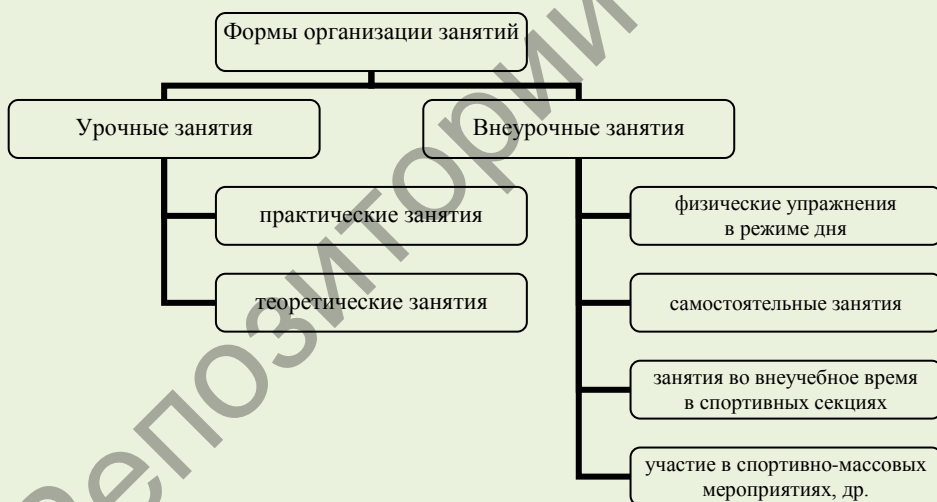 Формы организации занятий
Урочные занятия
Внеурочные занятия
практические занятия
теоретические занятия
физические упражнения
в режиме дня
самостоятельные занятия
занятия во внеучебное время
в спортивных секциях
участие в спортивно-массовых
мероприятиях, др.
Репозиторий